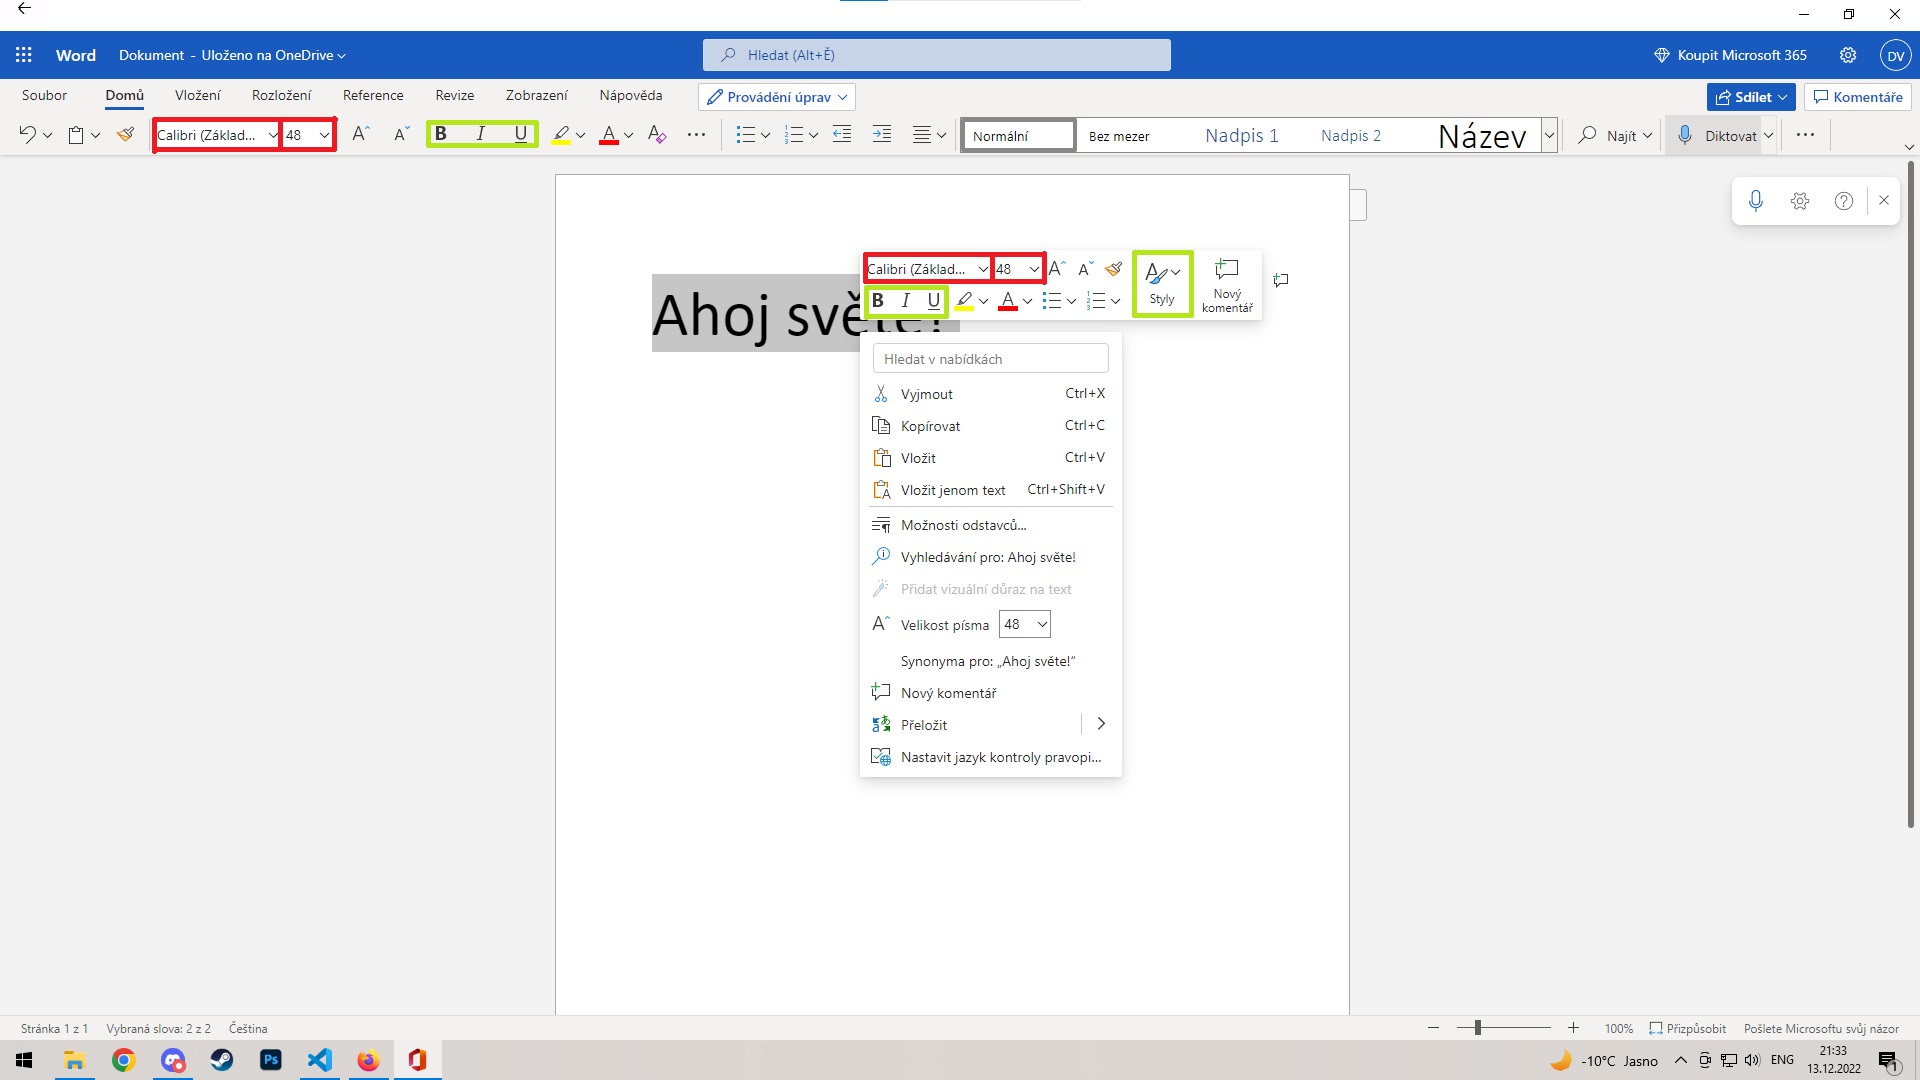 Word Dokument - Uloženo na OneDrive Hledat (Alt+Ě) Koupit Microsoft 365 DV
Soubor Domů Vložení Rozložení Reference Revize Zobrazení Nápověda Provádění úprav Sdílet Komentáře
Calibri (Základ... 48 B I U A Normální Bez mezer Nadpis 1 Nadpis 2 Název Najít Diktovat
Ahoj světe!
Calibri (Základ... 48
B I U A
Styly
Nový
komentář
Hledat v nabídkách
Vyjmout Ctrl+X
Kopírovat Ctrl+C
Vložit Ctrl+V
Vložit jenom text Ctrl+Shift+V
Možnosti odstavců...
Vyhledávání pro: Ahoj světe!
Přidat vizuální důraz na text
Velikost písma 48
Synonyma pro: „Ahoj světe!“
Nový komentář
Přeložit
Nastavit jazyk kontroly pravopi...
Stránka 1 z 1 Vybraná slova: 2 z 2 Čeština 100% Přizpůsobit Pošlete Microsoftu svůj názor
Ps -10°C Jasno ENG 21:33
13.12.2022 1